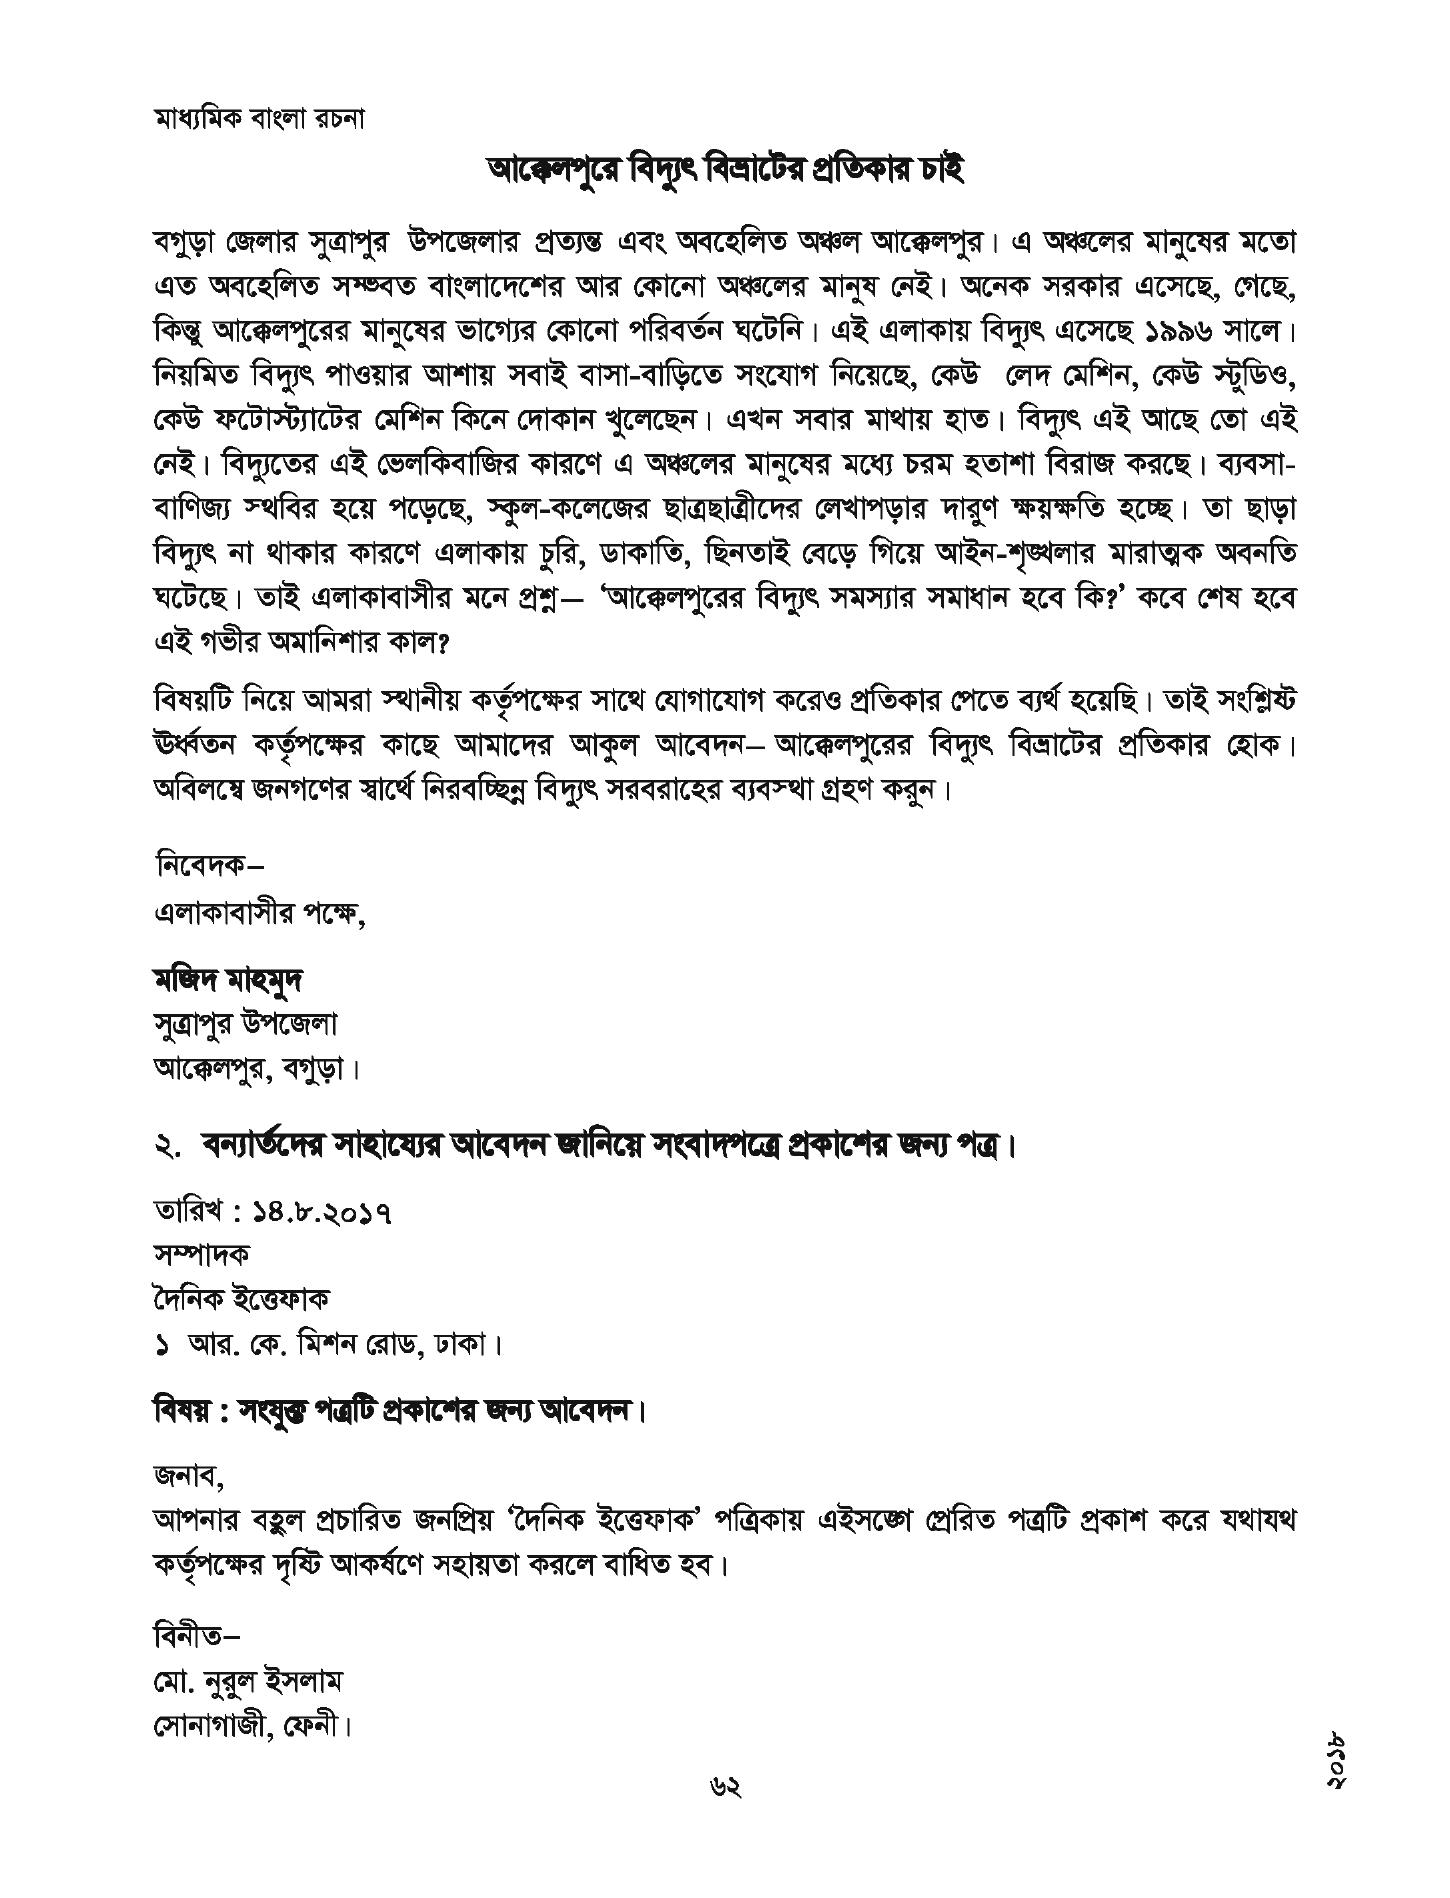 মাধ্যমিক বাংলা রচনা
আক্কেলপুরে বিদ্যুৎ বিভ্রাটের প্রতিকার চাই
বগুড়া জেলার সুত্রাপুর উপজেলার প্রত্যন্ত এবং অবহেলিত অঞ্চল আক্কেলপুর। এ অঞ্চলের মানুষের মতো
এত অবহেলিত সম্ভবত বাংলাদেশের আর কোনো অঞ্চলের মানুষ নেই। অনেক সরকার এসেছে, গেছে,
কিন্তু আক্কেলপুরের মানুষের ভাগ্যের কোনো পরিবর্তন ঘটেনি। এই এলাকায় বিদ্যুৎ এসেছে ১৯৯৬ সালে।
নিয়মিত বিদ্যুৎ পাওয়ার আশায় সবাই বাসা-বাড়িতে সংযোগ নিয়েছে, কেউ লেদ মেশিন, কেউ স্টুডিও,
কেউ ফটোস্ট্যাটের মেশিন কিনে দোকান খুলেছেন। এখন সবার মাথায় হাত। বিদ্যুৎ এই আছে তো এই
নেই। বিদ্যুতের এই ভেলকিবাজির কারণে এ অঞ্চলের মানুষের মধ্যে চরম হতাশা বিরাজ করছে। ব্যবসা-
বাণিজ্য স্থবির হয়ে পড়েছে, স্কুল-কলেজের ছাত্রছাত্রীদের লেখাপড়ার দারুণ ক্ষয়ক্ষতি হচ্ছে। তা ছাড়া
বিদ্যুৎ না থাকার কারণে এলাকায় চুরি, ডাকাতি, ছিনতাই বেড়ে গিয়ে আইন-শৃঙ্খলার মারাত্মক অবনতি
ঘটেছে। তাই এলাকাবাসীর মনে প্রশ্ন– ‘আক্কেলপুরের বিদ্যুৎ সমস্যার সমাধান হবে কি?’ কবে শেষ হবে
এই গভীর অমানিশার কাল?
বিষয়টি নিয়ে আমরা স্থানীয় কর্তৃপক্ষের সাথে যোগাযোগ করেও প্রতিকার পেতে ব্যর্থ হয়েছি। তাই সংশ্লিষ্ট
ঊর্ধ্বতন কর্তৃপক্ষের কাছে আমাদের আকুল আবেদন– আক্কেলপুরের বিদ্যুৎ বিভ্রাটের প্রতিকার হোক।
অবিলম্বে জনগণের স্বার্থে নিরবচ্ছিন্ন বিদ্যুৎ সরবরাহের ব্যবস্থা গ্রহণ করুন।
নিবেদক–
এলাকাবাসীর পক্ষে,
মজিদ মাহমুদ
সুত্রাপুর উপজেলা
আক্কেলপুর, বগুড়া।
২. বন্যার্তদের সাহায্যের আবেদন জানিয়ে সংবাদপত্রে প্রকাশের জন্য পত্র।
তারিখ : ১৪.৮.২০১৭
সম্পাদক
দৈনিক ইত্তেফাক
১ আর. কে. মিশন রোড, ঢাকা।
বিষয় : সংযুক্ত পত্রটি প্রকাশের জন্য আবেদন।
জনাব,
আপনার বহুল প্রচারিত জনপ্রিয় ‘দৈনিক ইত্তেফাক’ পত্রিকায় এইসঙ্গে প্রেরিত পত্রটি প্রকাশ করে যথাযথ
কর্তৃপক্ষের দৃষ্টি আকর্ষণে সহায়তা করলে বাধিত হব।
বিনীত–
মো. নুরুল ইসলাম
সোনাগাজী, ফেনী।
৬২
২০১৮